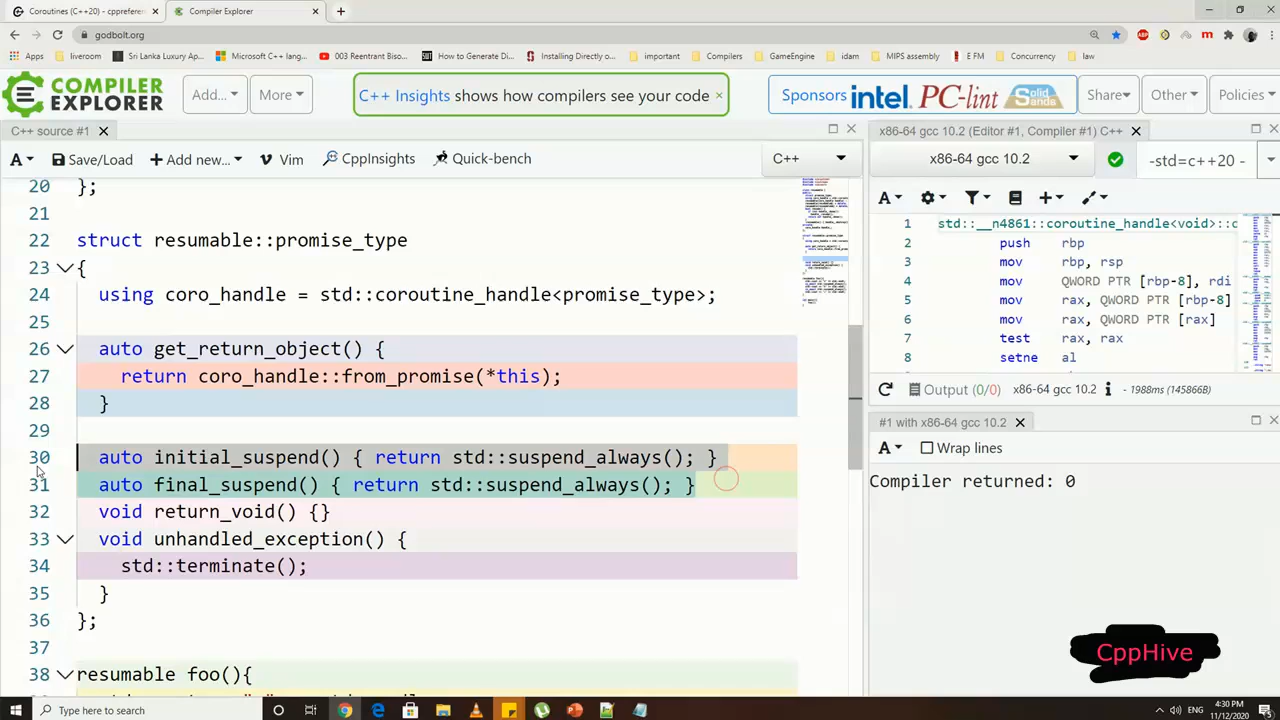 Coroutines (C++20) - cppreferen
Compiler Explorer
godbolt.org
Apps
liveroom
Sri Lanka Luxury Ap
Microsoft C++ lang
003 Reentrant Biso
How to Generate Di
Installing Directly o
important
Compilers
GameEngine
idam
MIPS assembly
E FM
Concurrency
law
COMPILER
EXPLORER
Add...
More
C++ Insights shows how compilers see your code ×
Sponsors intel. PC-lint Solid Sands
Share
Other
Policies
C++ source #1
A
Save/Load
Add new...
Vim
CppInsights
Quick-bench
C++
20 };
21
22 struct resumable::promise_type
23 {
24 using coro_handle = std::coroutine_handle<promise_type>;
25
26 auto get_return_object() {
27 return coro_handle::from_promise(*this);
28 }
29
30 auto initial_suspend() { return std::suspend_always(); }
31 auto final_suspend() { return std::suspend_always(); }
32 void return_void() {}
33 void unhandled_exception() {
34 std::terminate();
35 }
36 };
37
38 resumable foo(){
x86-64 gcc 10.2 (Editor #1, Compiler #1) C++
x86-64 gcc 10.2
-std=c++20 -
A
1 std::__n4861::coroutine_handle<void>::c
2 push rbp
3 mov rbp, rsp
4 mov QWORD PTR [rbp-8], rdi
5 mov rax, QWORD PTR [rbp-8]
6 mov rax, QWORD PTR [rax]
7 test rax, rax
8 setne al
Output (0/0) x86-64 gcc 10.2 - 1988ms (145866B)
#1 with x86-64 gcc 10.2
A
Wrap lines
Compiler returned: 0
CppHive
Type here to search
ENG
4:30 PM
11/12/2020